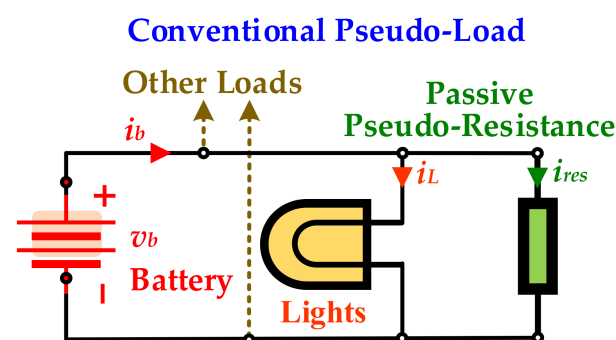 Conventional Pseudo-Load
Other Loads
Passive
Pseudo-Resistance
ib
iL
ires
+
vb
Battery
–
Lights